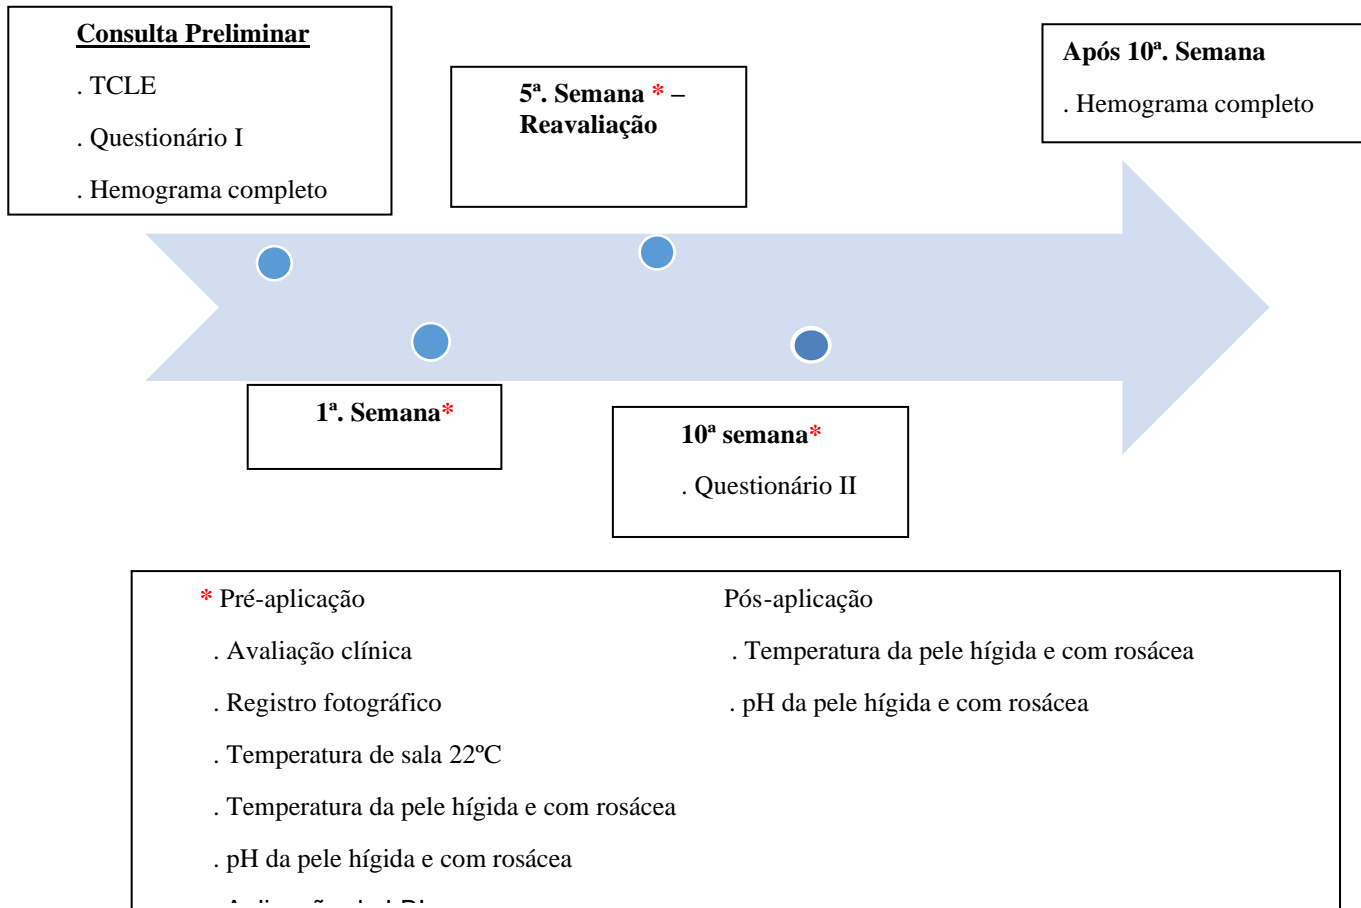 Consulta Preliminar
. TCLE
. Questionário I
. Hemograma completo
5ª. Semana * –
Reavaliação
Após 10ª. Semana
. Hemograma completo
1ª. Semana*
10ª semana*
. Questionário II
* Pré-aplicação
. Avaliação clínica
. Registro fotográfico
. Temperatura de sala 22ºC
. Temperatura da pele hígida e com rosácea
. pH da pele hígida e com rosácea
Pós-aplicação
. Temperatura da pele hígida e com rosácea
. pH da pele hígida e com rosácea